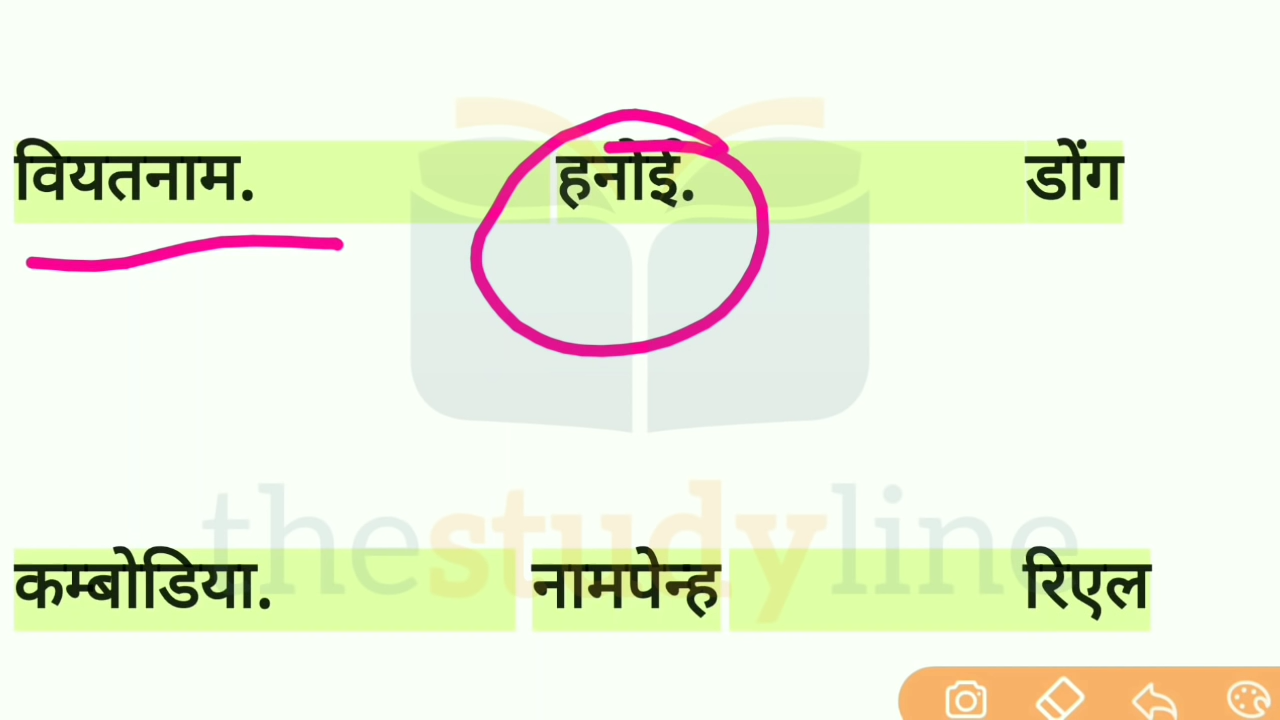 वियतनाम. हनोई. डोंग
thestudyline
कम्बोडिया. नामपेन्ह रिएल